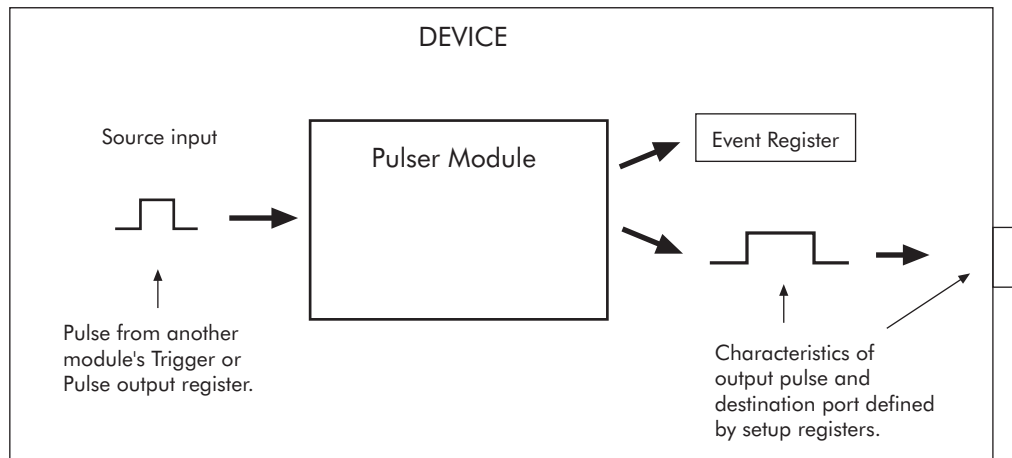 DEVICE
Source input
Pulser Module
Event Register
Pulse from another
module's Trigger or
Pulse output register.
Characteristics of
output pulse and
destination port defined
by setup registers.